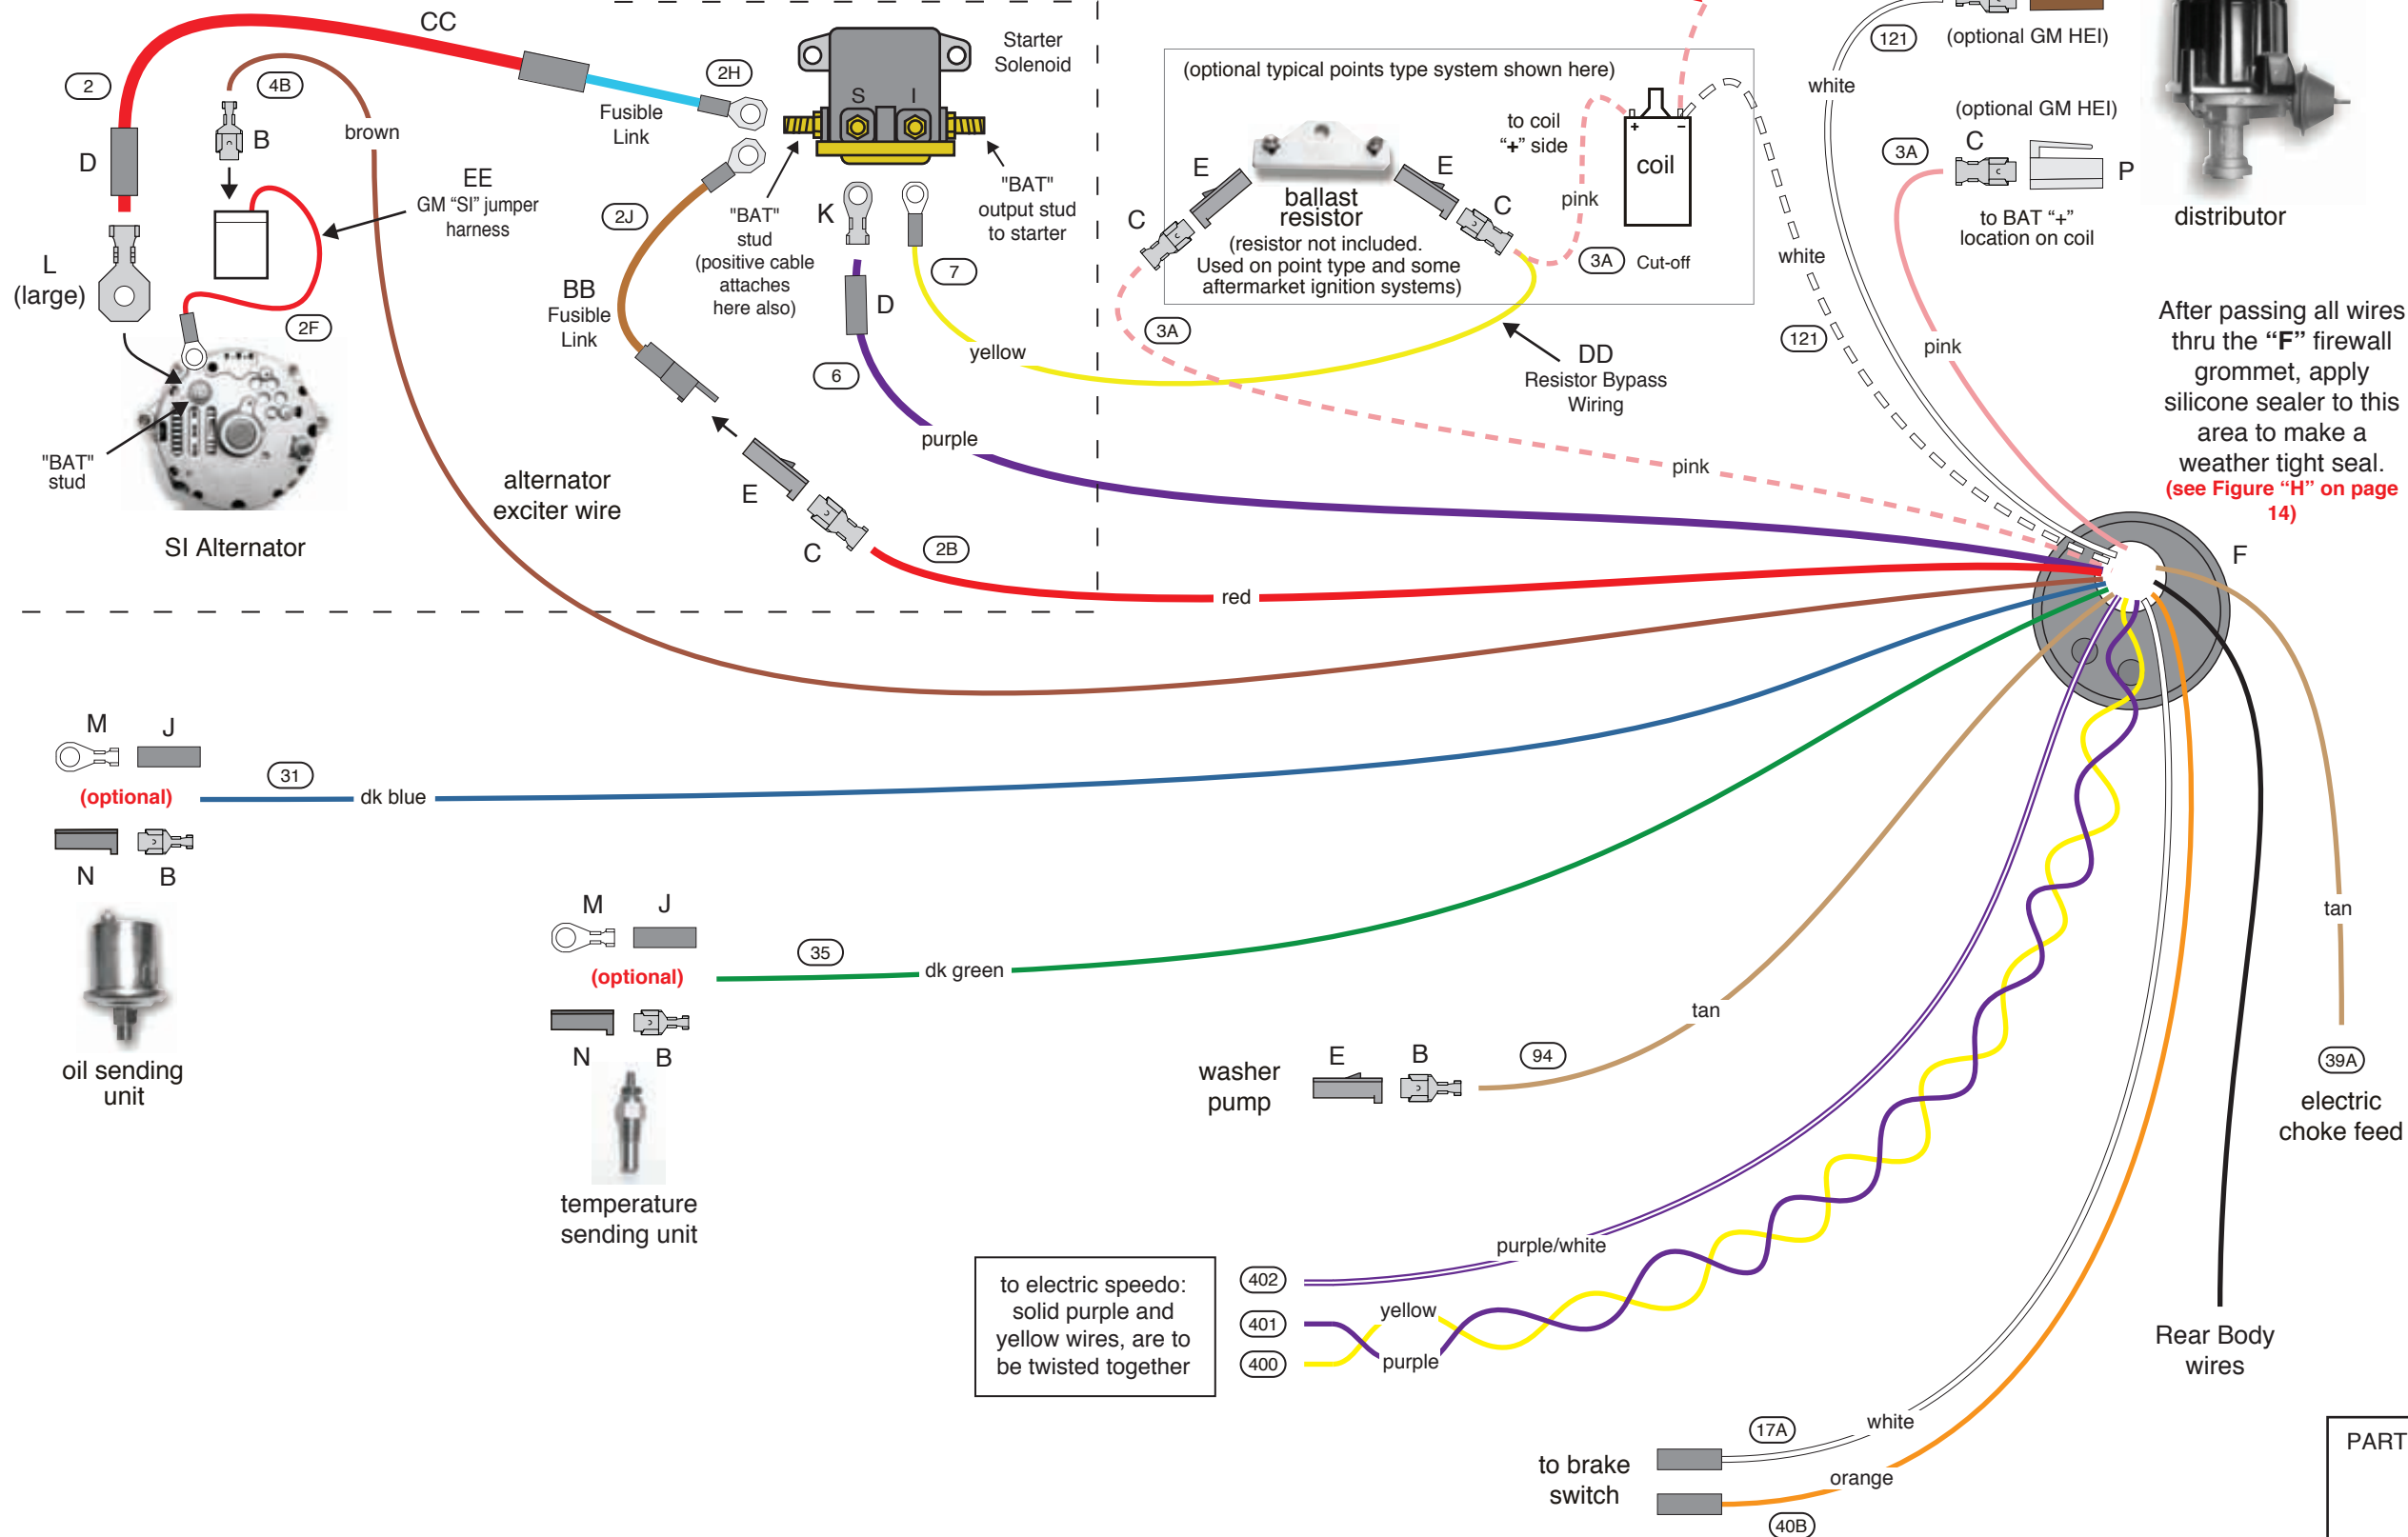 CC
2
4B
2H
Fusible
Link
D
B
brown
EE
GM “SI” jumper
harness
L
(large)
2F
"BAT"
stud
SI Alternator
Starter
Solenoid
S
I
"BAT"
stud
(positive cable
attaches
here also)
"BAT"
output stud
to starter
2J
BB
Fusible
Link
K
D
7
6
yellow
purple
alternator
exciter wire
E
C
2B
red
(optional typical points type system shown here)
to coil
“+” side
+
−
coil
E
E
C
C
ballast
resistor
(resistor not included.
Used on point type and some
aftermarket ignition systems)
pink
3A
Cut-off
3A
DD
Resistor Bypass
Wiring
pink
121
(optional GM HEI)
white
(optional GM HEI)
3A
C
P
to BAT “+”
location on coil
distributor
white
121
pink
After passing all wires
thru the “F” firewall
grommet, apply
silicone sealer to this
area to make a
weather tight seal.
(see Figure “H” on page
14)
F
M
J
(optional)
31
dk blue
N
B
oil sending
unit
M
J
(optional)
35
dk green
N
B
temperature
sending unit
washer
pump
E
B
94
tan
tan
39A
electric
choke feed
to electric speedo:
solid purple and
yellow wires, are to
be twisted together
402
401
400
purple/white
yellow
purple
Rear Body
wires
to brake
switch
17A
white
orange
40B
PART